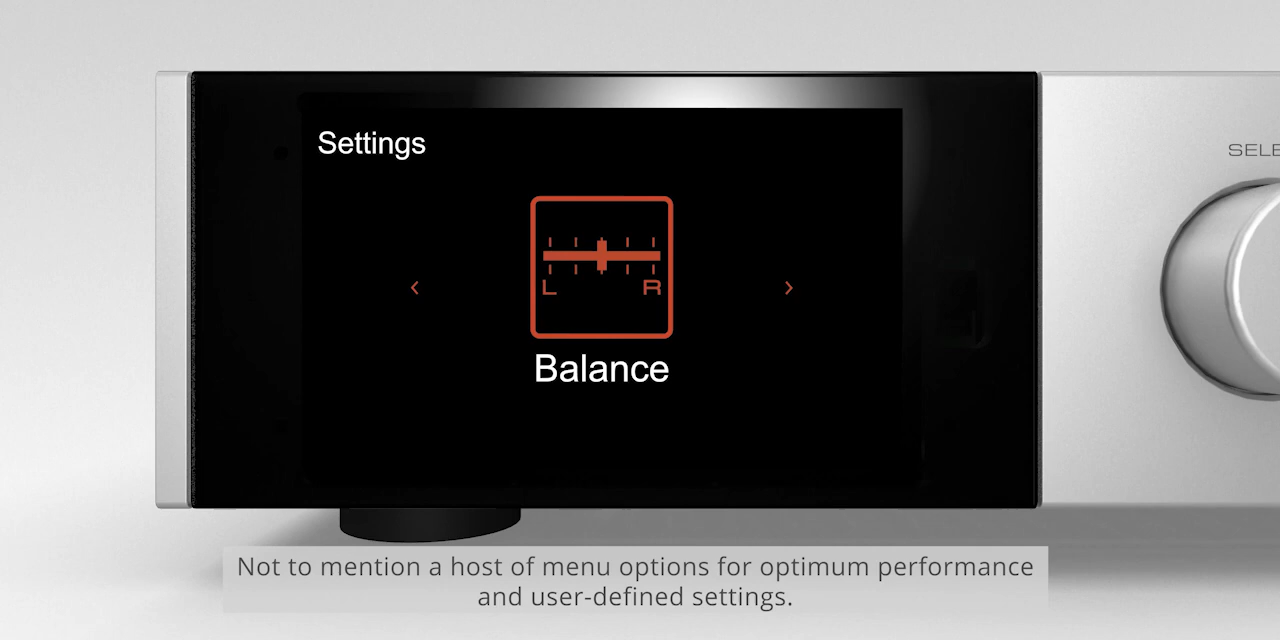 Settings
SELE
L R
Balance
Not to mention a host of menu options for optimum performance
and user-defined settings.